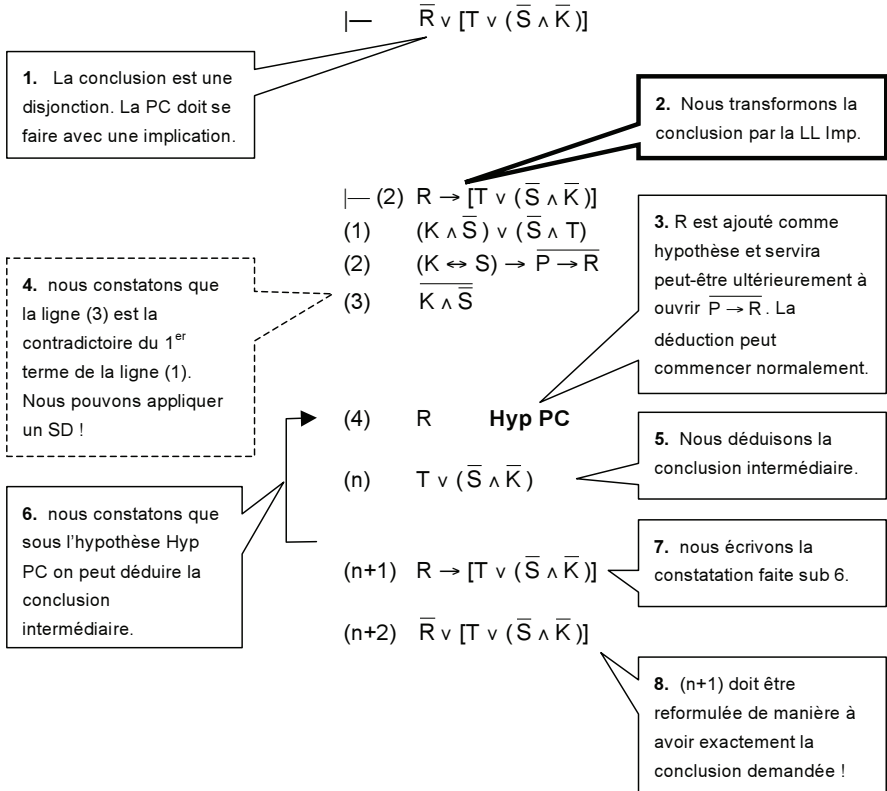 |— R̅ ∨ [T ∨ (S̅ ∧ K̅)]
1. La conclusion est une
disjonction. La PC doit se
faire avec une implication.
2. Nous transformons la
conclusion par la LL Imp.
|— (2) R → [T ∨ (S̅ ∧ K̅)]
(1) (K ∧ S̅) ∨ (S̅ ∧ T)
(2) (K ↔ S) → P̅ ̅→̅ ̅R̅
(3) K̅ ̅∧̅ ̅S̿
3. R est ajouté comme
hypothèse et servira
peut-être ultérieurement à
ouvrir P̅ ̅→̅ ̅R̅. La
déduction peut
commencer normalement.
4. nous constatons que
la ligne (3) est la
contradictoire du 1er
terme de la ligne (1).
Nous pouvons appliquer
un SD !
(4) R Hyp PC
5. Nous déduisons la
conclusion intermédiaire.
(n) T ∨ (S̅ ∧ K̅)
6. nous constatons que
sous l'hypothèse Hyp
PC on peut déduire la
conclusion
intermédiaire.
7. nous écrivons la
constatation faite sub 6.
(n+1) R → [T ∨ (S̅ ∧ K̅)]
(n+2) R̅ ∨ [T ∨ (S̅ ∧ K̅)]
8. (n+1) doit être
reformulée de manière à
avoir exactement la
conclusion demandée !